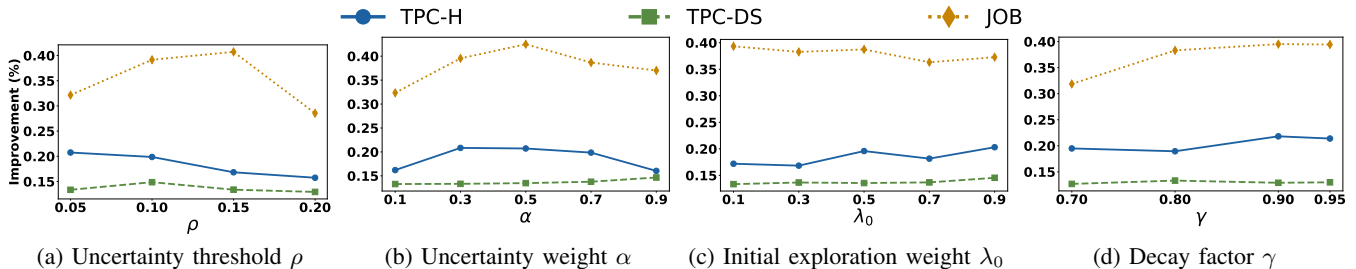 TPC-H TPC-DS JOB
Improvement (%)
0.40
0.35
0.30
0.25
0.20
0.15
0.05 0.10 0.15 0.20
ρ
(a) Uncertainty threshold ρ
0.40
0.35
0.30
0.25
0.20
0.15
0.1 0.3 0.5 0.7 0.9
α
(b) Uncertainty weight α
0.40
0.35
0.30
0.25
0.20
0.15
0.1 0.3 0.5 0.7 0.9
λ₀
(c) Initial exploration weight λ₀
0.40
0.35
0.30
0.25
0.20
0.15
0.70 0.80 0.90 0.95
γ
(d) Decay factor γ